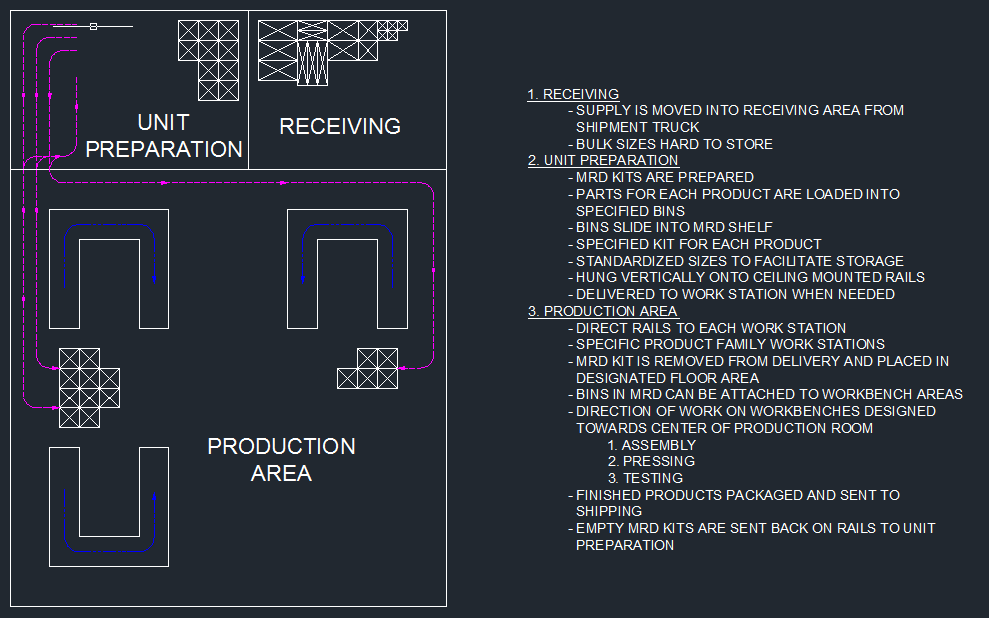 UNIT
PREPARATION
RECEIVING
PRODUCTION
AREA
1. RECEIVING
- SUPPLY IS MOVED INTO RECEIVING AREA FROM
SHIPMENT TRUCK
- BULK SIZES HARD TO STORE
2. UNIT PREPARATION
- MRD KITS ARE PREPARED
- PARTS FOR EACH PRODUCT ARE LOADED INTO
SPECIFIED BINS
- BINS SLIDE INTO MRD SHELF
- SPECIFIED KIT FOR EACH PRODUCT
- STANDARDIZED SIZES TO FACILITATE STORAGE
- HUNG VERTICALLY ONTO CEILING MOUNTED RAILS
- DELIVERED TO WORK STATION WHEN NEEDED
3. PRODUCTION AREA
- DIRECT RAILS TO EACH WORK STATION
- SPECIFIC PRODUCT FAMILY WORK STATIONS
- MRD KIT IS REMOVED FROM DELIVERY AND PLACED IN
DESIGNATED FLOOR AREA
- BINS IN MRD CAN BE ATTACHED TO WORKBENCH AREAS
- DIRECTION OF WORK ON WORKBENCHES DESIGNED
TOWARDS CENTER OF PRODUCTION ROOM
1. ASSEMBLY
2. PRESSING
3. TESTING
- FINISHED PRODUCTS PACKAGED AND SENT TO
SHIPPING
- EMPTY MRD KITS ARE SENT BACK ON RAILS TO UNIT
PREPARATION